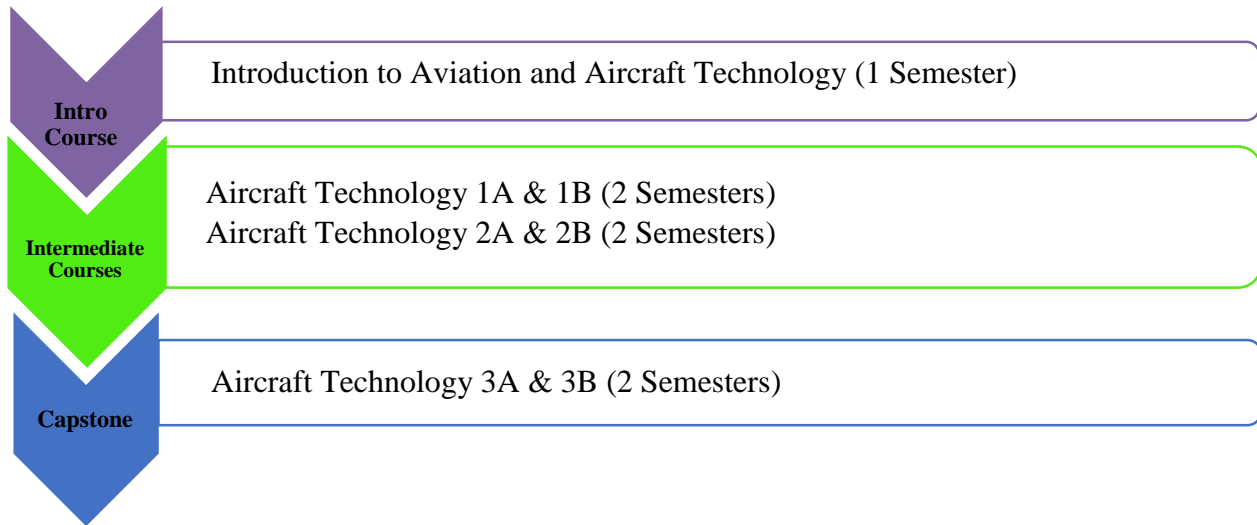 Intro
Course
Introduction to Aviation and Aircraft Technology (1 Semester)
Intermediate
Courses
Aircraft Technology 1A & 1B (2 Semesters)
Aircraft Technology 2A & 2B (2 Semesters)
Capstone
Aircraft Technology 3A & 3B (2 Semesters)